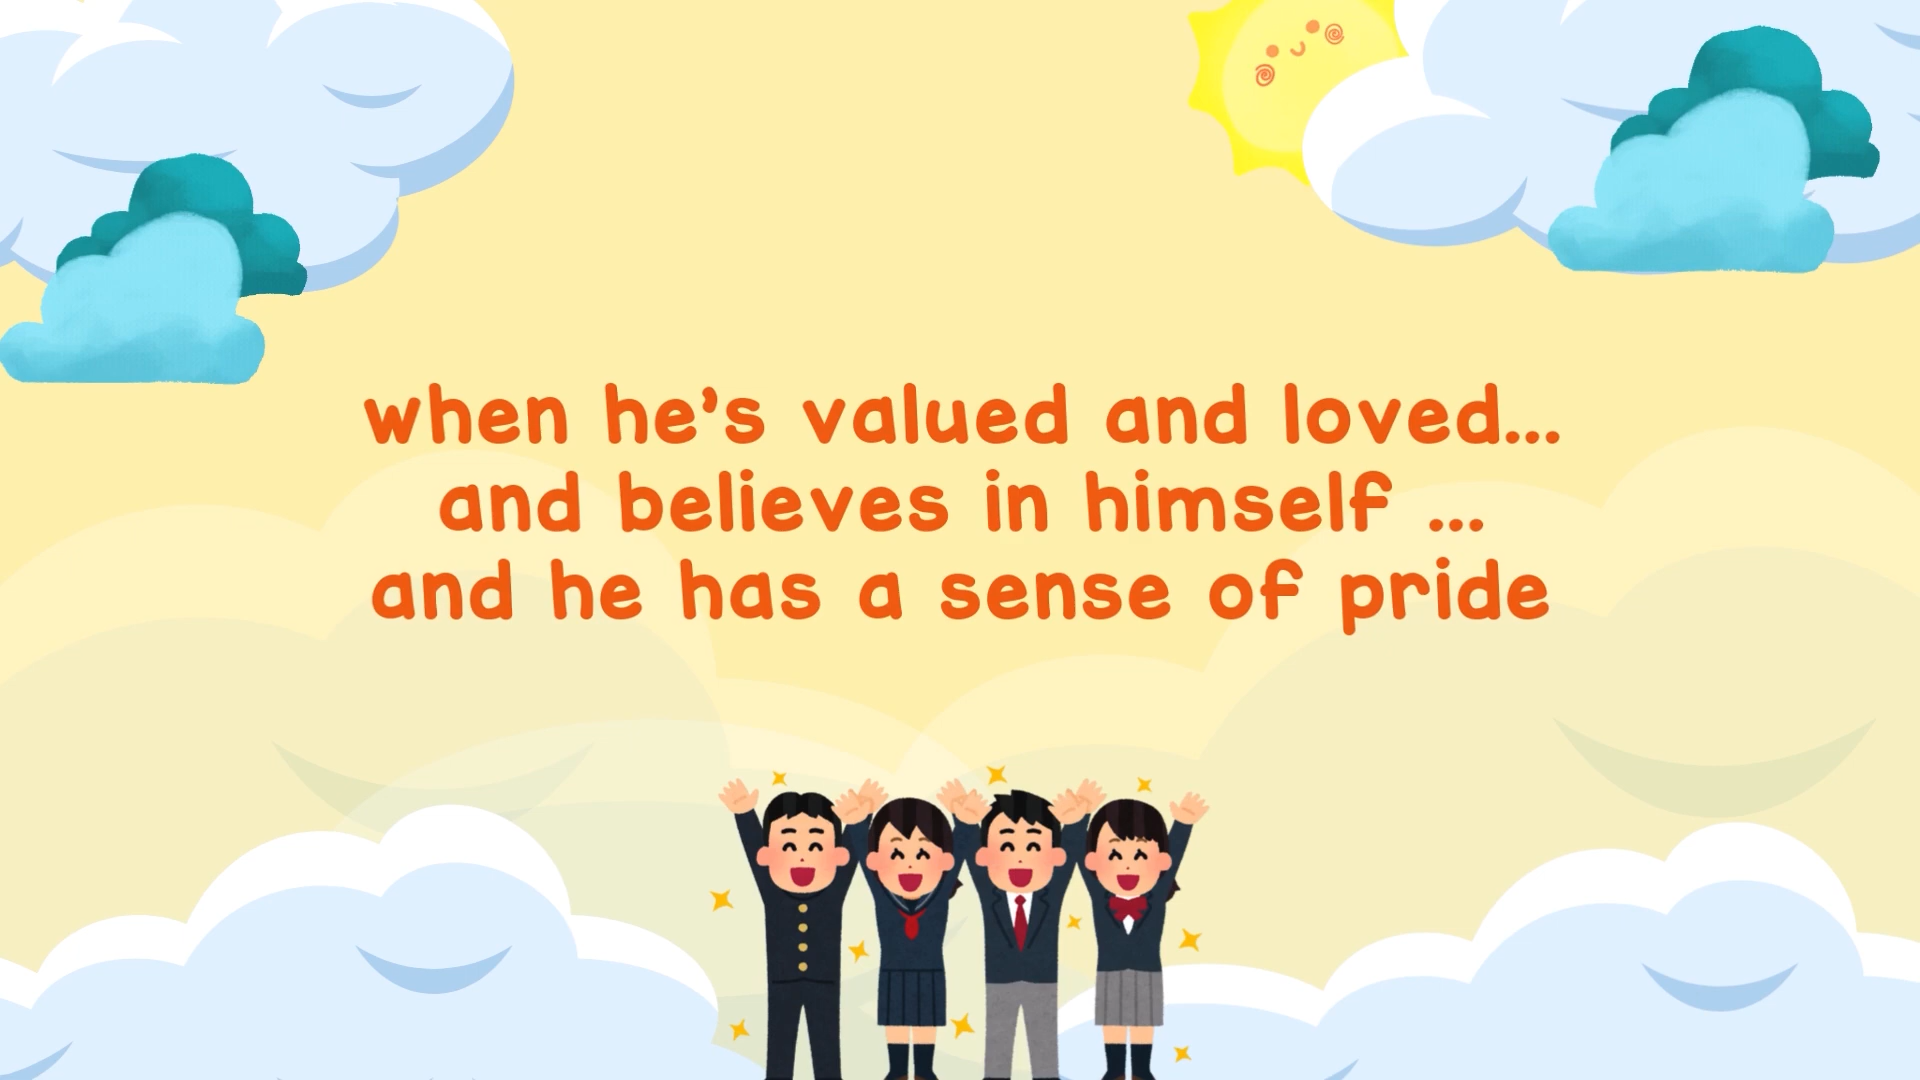 when he's valued and loved...
and believes in himself ...
and he has a sense of pride